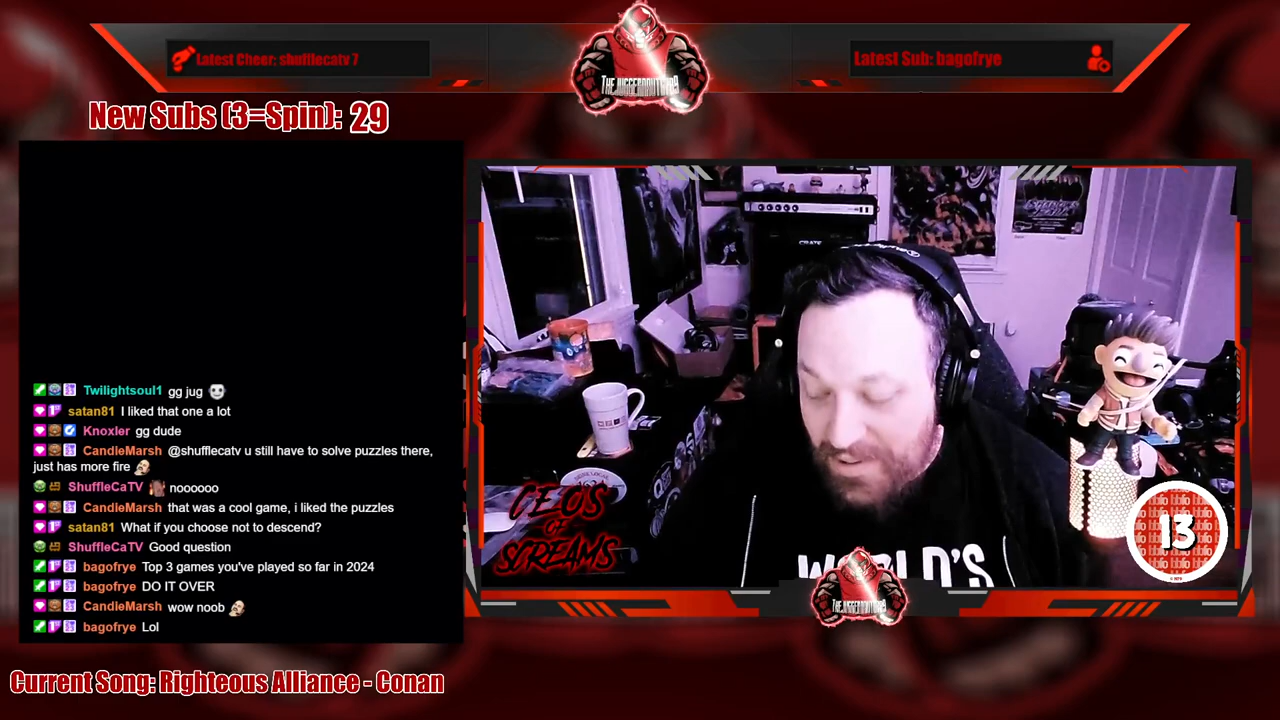 Latest Cheer: shufflecatv 7
THEJUGGERNAUT
Latest Sub: bagofrye
New Subs (3=Spin): 29
CRATE
Twilightsoul1 gg jug
satan81 I liked that one a lot
Knoxler gg dude
CandleMarsh @shufflecatv u still have to solve puzzles there,
just has more fire
ShuffleCaTV noooooo
CandleMarsh that was a cool game, i liked the puzzles
satan81 What if you choose not to descend?
ShuffleCaTV Good question
bagofrye Top 3 games you've played so far in 2024
bagofrye DO IT OVER
CandleMarsh wow noob
bagofrye Lol
CEO'S
OF
SCREAMS
13
WORLD'S
Current Song: Righteous Alliance - Conan